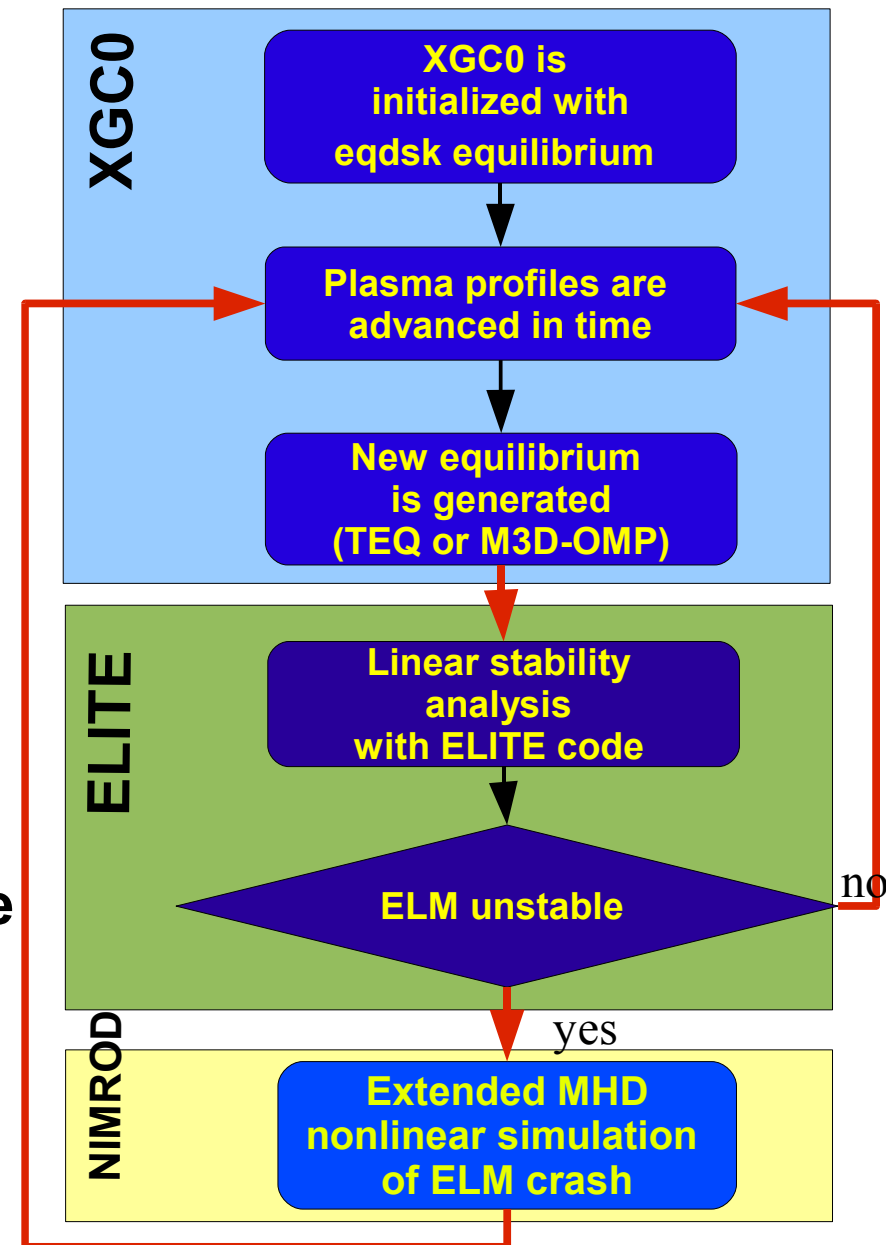 XGC0
XGC0 is
initialized with
eqdsk equilibrium
Plasma profiles are
advanced in time
New equilibrium
is generated
(TEQ or M3D-OMP)
ELITE
Linear stability
analysis
with ELITE code
ELM unstable
no
e
yes
NIMROD
Extended MHD
nonlinear simulation
of ELM crash